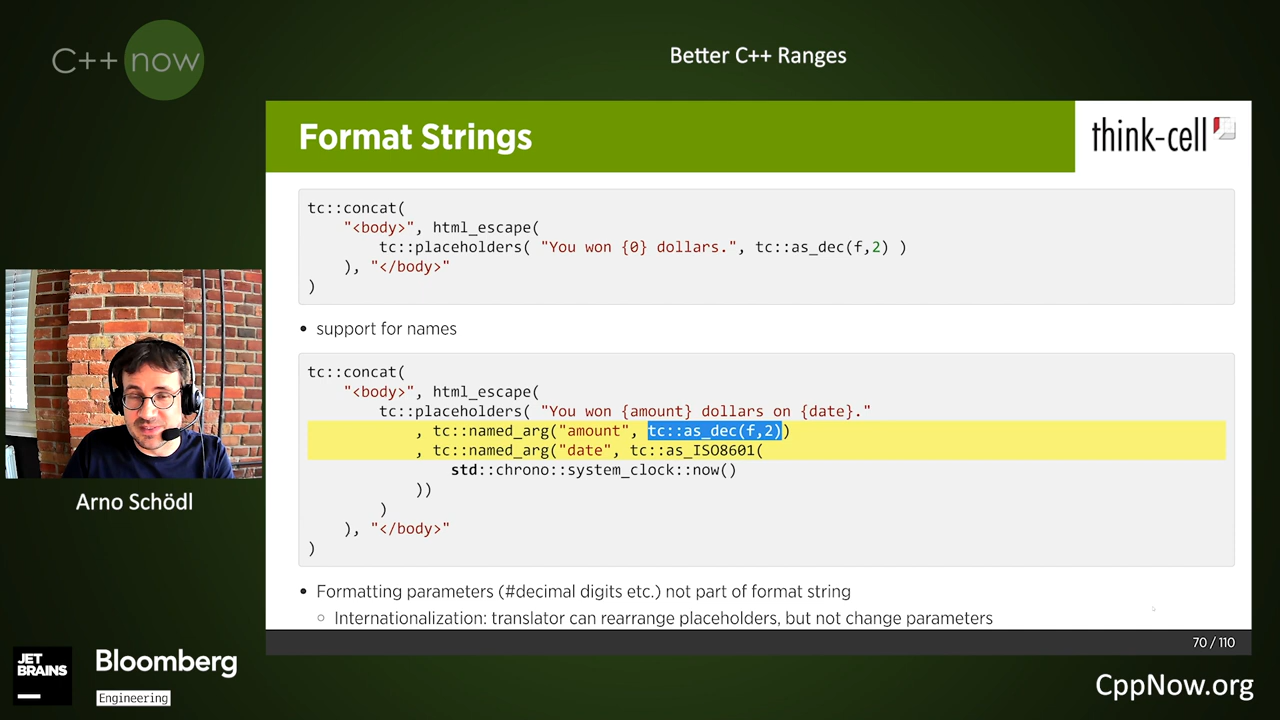 C++ now
Better C++ Ranges
Format Strings
think-cell
tc::concat(
"<body>", html_escape(
tc::placeholders( "You won {0} dollars.", tc::as_dec(f,2) )
), "</body>"
)
• support for names
tc::concat(
"<body>", html_escape(
tc::placeholders( "You won {amount} dollars on {date}."
, tc::named_arg("amount", tc::as_dec(f,2))
, tc::named_arg("date", tc::as_ISO8601(
std::chrono::system_clock::now()
))
)
), "</body>"
)
• Formatting parameters (#decimal digits etc.) not part of format string
○ Internationalization: translator can rearrange placeholders, but not change parameters
70 / 110
Arno Schödl
JET
BRAINS
Bloomberg
Engineering
CppNow.org